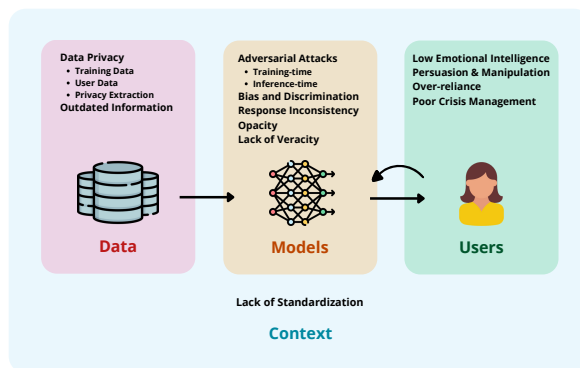 Data Privacy
Training Data
User Data
Privacy Extraction
Outdated Information
Data
Adversarial Attacks
Training-time
Inference-time
Bias and Discrimination
Response Inconsistency
Opacity
Lack of Veracity
Models
Low Emotional Intelligence
Persuasion & Manipulation
Over-reliance
Poor Crisis Management
Users
Lack of Standardization
Context